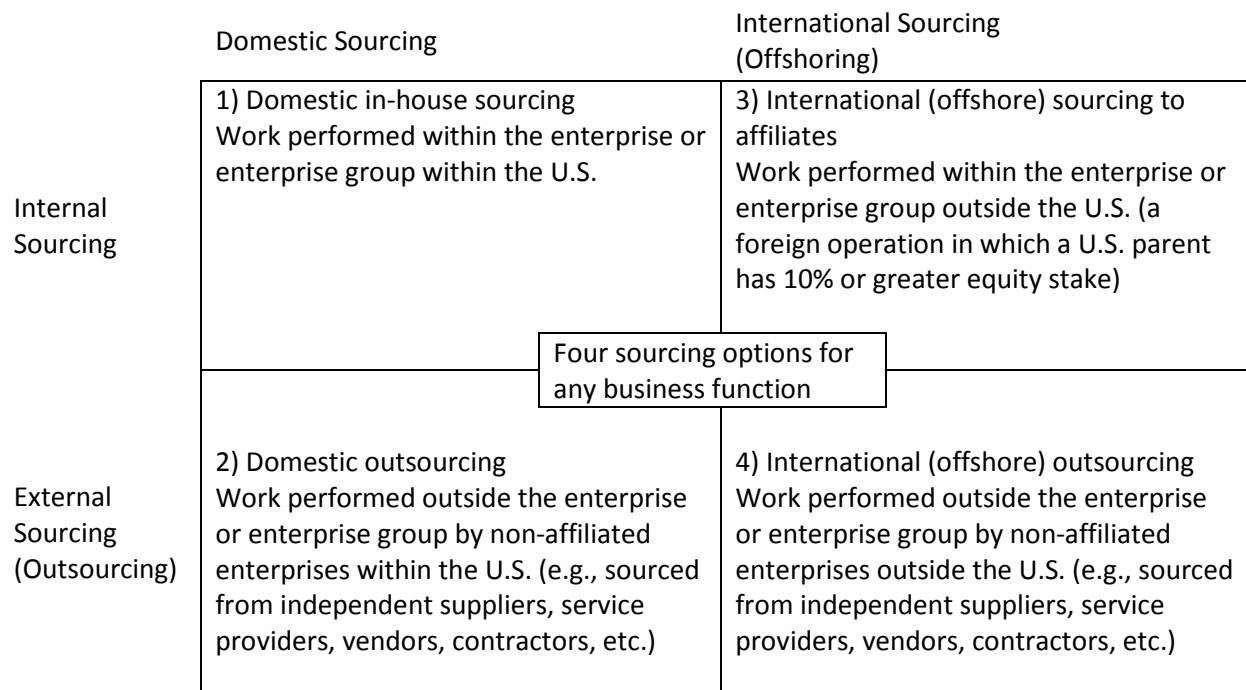 Domestic Sourcing
International Sourcing
(Offshoring)
Internal
Sourcing
1) Domestic in-house sourcing
Work performed within the enterprise or
enterprise group within the U.S.
3) International (offshore) sourcing to
affiliates
Work performed within the enterprise or
enterprise group outside the U.S. (a
foreign operation in which a U.S. parent
has 10% or greater equity stake)
Four sourcing options for
any business function
External
Sourcing
(Outsourcing)
2) Domestic outsourcing
Work performed outside the enterprise
or enterprise group by non-affiliated
enterprises within the U.S. (e.g., sourced
from independent suppliers, service
providers, vendors, contractors, etc.)
4) International (offshore) outsourcing
Work performed outside the enterprise
or enterprise group by non-affiliated
enterprises outside the U.S. (e.g., sourced
from independent suppliers, service
providers, vendors, contractors, etc.)